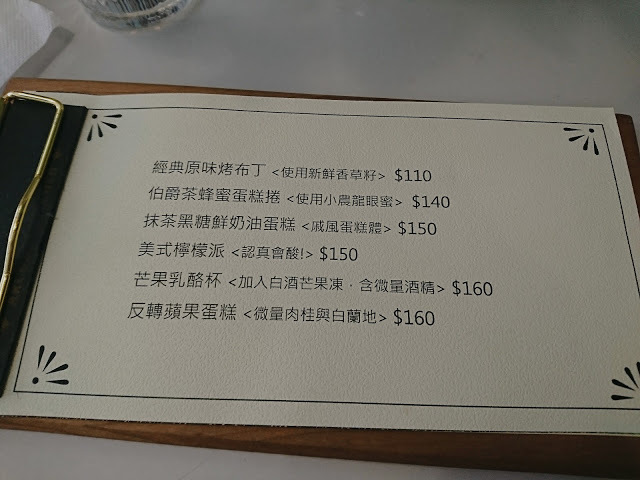 經典原味烤布丁 <使用新鮮香草籽> $110
伯爵茶蜂蜜蛋糕捲 <使用小農龍眼蜜> $140
抹茶黑糖鮮奶油蛋糕 <戚風蛋糕體> $150
美式檸檬派 <認真會酸!> $150
芒果乳酪杯 <加入白酒芒果凍，含微量酒精> $160
反轉蘋果蛋糕 <微量肉桂與白蘭地> $160